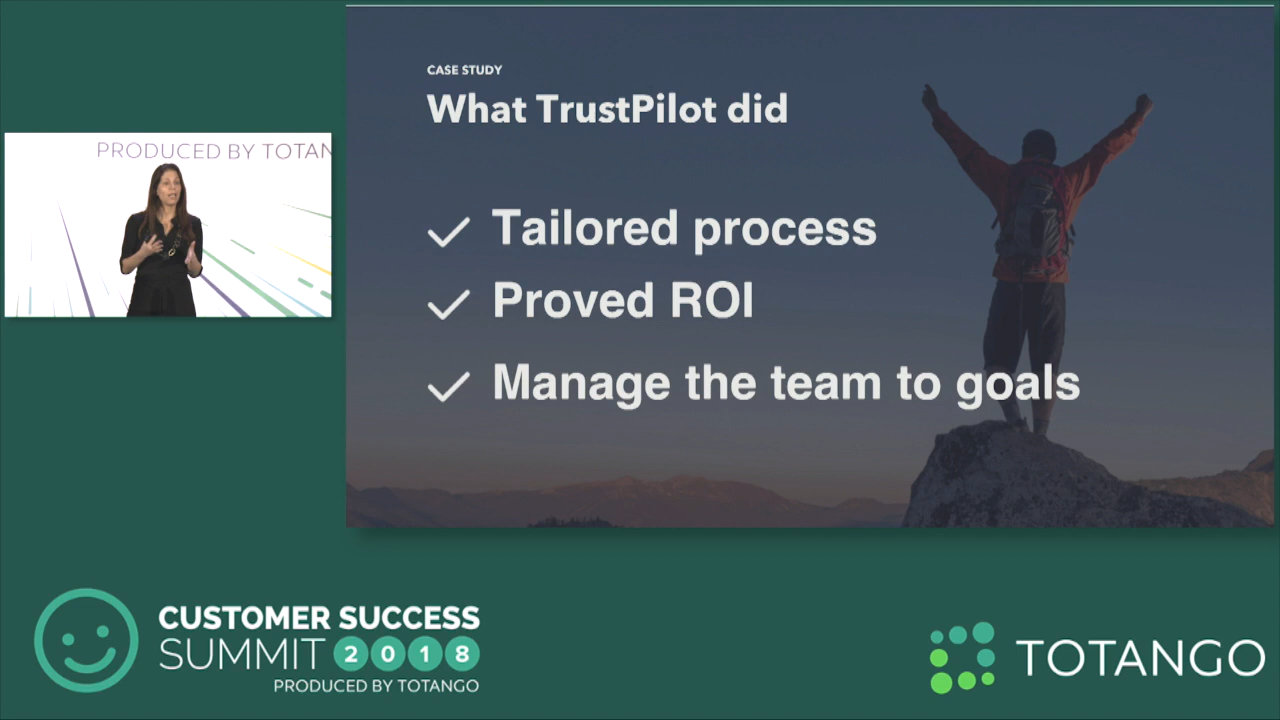 CASE STUDY
What TrustPilot did
PRODUCED BY TOTAN
Tailored process
Proved ROI
Manage the team to goals
CUSTOMER SUCCESS
SUMMIT 2018
PRODUCED BY TOTANGO
TOTANGO